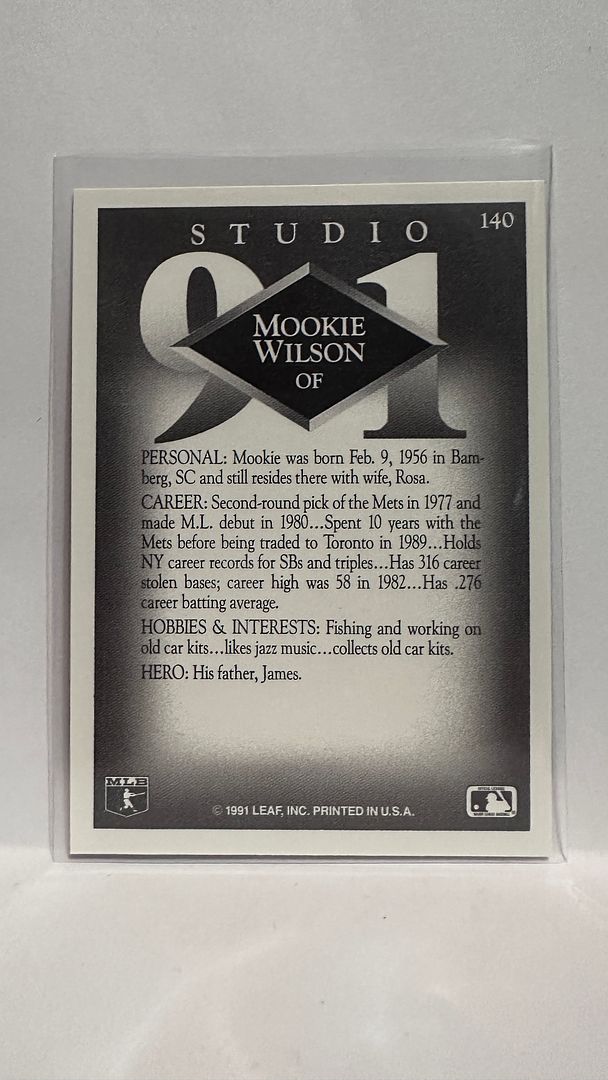 140
STUDIO
91
MOOKIE
WILSON
OF
PERSONAL: Mookie was born Feb. 9, 1956 in Bam-
berg, SC and still resides there with wife, Rosa.
CAREER: Second-round pick of the Mets in 1977 and
made M.L. debut in 1980...Spent 10 years with the
Mets before being traded to Toronto in 1989...Holds
NY career records for SBs and triples...Has 316 career
stolen bases; career high was 58 in 1982...Has .276
career batting average.
HOBBIES & INTERESTS: Fishing and working on
old car kits...likes jazz music...collects old car kits.
HERO: His father, James.
MLB
© 1991 LEAF, INC. PRINTED IN U.S.A.